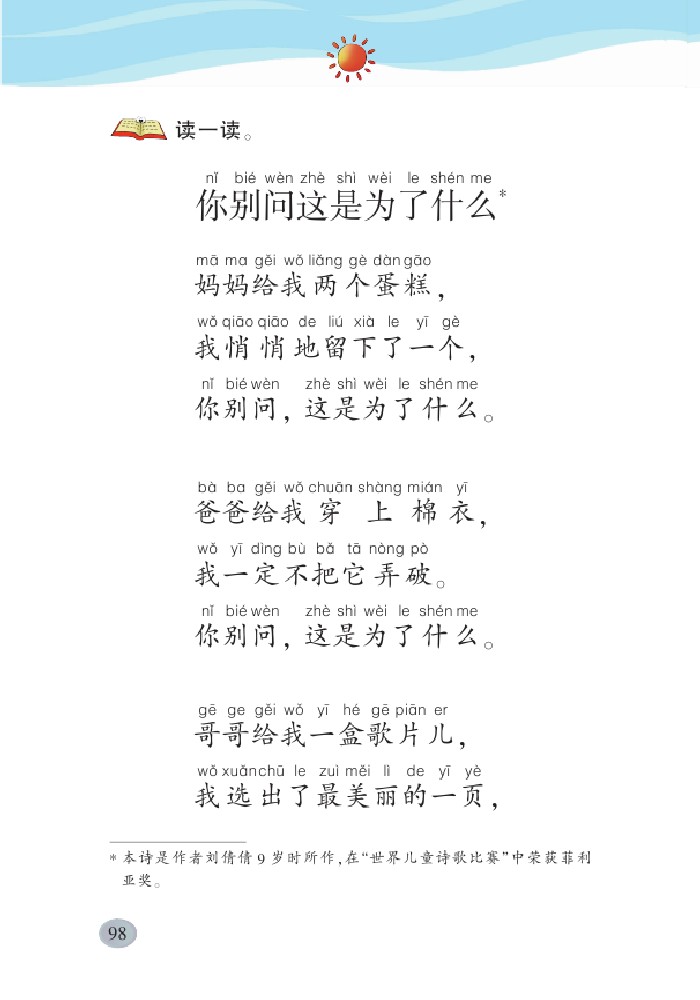 读一读。
nǐ bié wèn zhè shì wèi le shén me
你别问这是为了什么*
mā ma gěi wǒ liǎng gè dàn gāo
妈妈给我两个蛋糕，
wǒ qiāo qiāo de liú xià le yī gè
我悄悄地留下了一个，
nǐ bié wèn zhè shì wèi le shén me
你别问，这是为了什么。
bà ba gěi wǒ chuān shàng mián yī
爸爸给我穿上棉衣，
wǒ yī dìng bù bǎ tā nòng pò
我一定不把它弄破。
nǐ bié wèn zhè shì wèi le shén me
你别问，这是为了什么。
gē ge gěi wǒ yī hé gē piān er
哥哥给我一盒歌片儿，
wǒ xuǎn chū le zuì měi lì de yī yè
我选出了最美丽的一页，
* 本诗是作者刘倩倩9岁时所作，在“世界儿童诗歌比赛”中荣获菲利
亚奖。
98